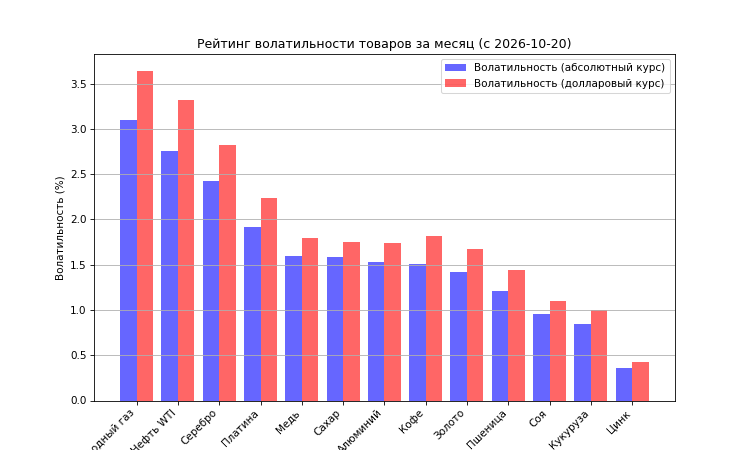 Рейтинг волатильности товаров за месяц (с 2026-10-20)
Волатильность (абсолютный курс)
Волатильность (долларовый курс)
Волатильность (%)
3.5
3.0
2.5
2.0
1.5
1.0
0.5
0.0
газ
Нефть WTI
Серебро
Платина
Медь
Сахар
Алюминий
Кофе
Золото
Пшеница
Соя
Кукуруза
Цинк